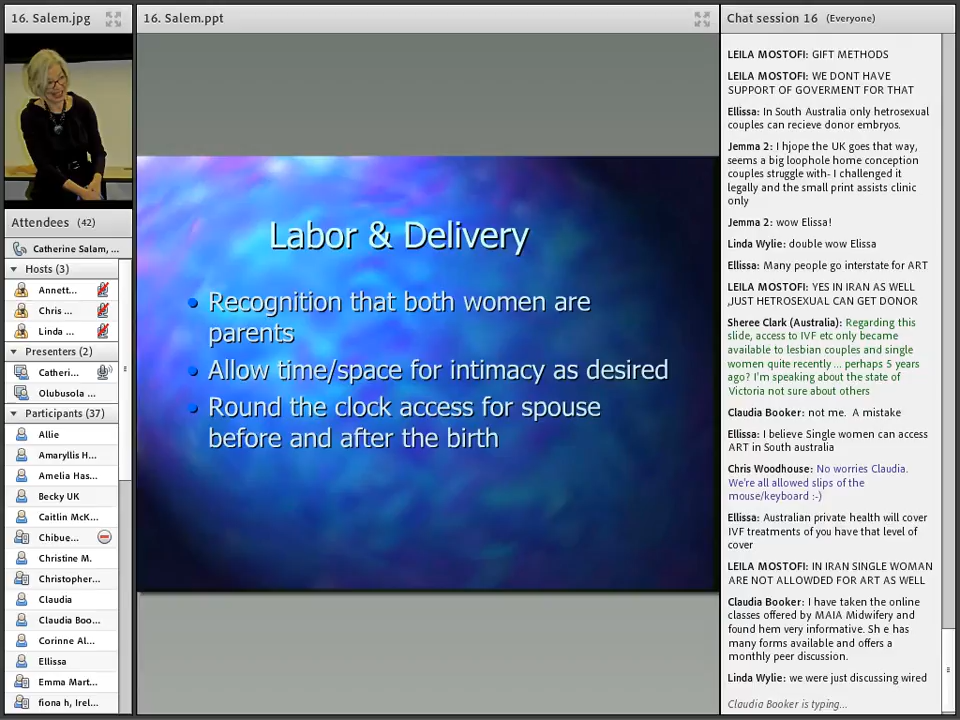 16. Salem.jpg
Attendees (42)
Catherine Salam, ...
Hosts (3)
Annett...
Chris ...
Linda ...
Presenters (2)
Catheri...
Olubusola ...
Participants (37)
Allie
Amaryllis H...
Amelia Has...
Becky UK
Caitlin McK...
Chibue...
Christine M.
Christopher...
Claudia
Claudia Boo...
Corinne Al...
Ellissa
Emma Mart...
fiona h, Irel...
16. Salem.ppt
Labor & Delivery
• Recognition that both women are
parents
• Allow time/space for intimacy as desired
• Round the clock access for spouse
before and after the birth
Chat session 16 (Everyone)
LEILA MOSTOFI: GIFT METHODS
LEILA MOSTOFI: WE DONT HAVE
SUPPORT OF GOVERMENT FOR THAT
Ellissa: In South Australia only hetrosexual
couples can recieve donor embryos.
Jemma 2: I hjope the UK goes that way,
seems a big loophole home conception
couples struggle with- I challenged it
legally and the small print assists clinic
only
Jemma 2: wow Elissa!
Linda Wylie: double wow Elissa
Ellissa: Many people go interstate for ART
LEILA MOSTOFI: YES IN IRAN AS WELL
,JUST HETROSEXUAL CAN GET DONOR
Sheree Clark (Australia): Regarding this
slide, access to IVF etc only became
available to lesbian couples and single
women quite recently ... perhaps 5 years
ago? I'm speaking about the state of
Victoria not sure about others
Claudia Booker: not me. A mistake
Ellissa: I believe Single women can access
ART in South australia
Chris Woodhouse: No worries Claudia.
We're all allowed slips of the
mouse/keyboard :-)
Ellissa: Australian private health will cover
IVF treatments of you have that level of
cover
LEILA MOSTOFI: IN IRAN SINGLE WOMAN
ARE NOT ALLOWDED FOR ART AS WELL
Claudia Booker: I have taken the online
classes offered by MAIA Midwifery and
found hem very informative. Sh e has
many forms available and offers a
monthly peer discussion.
Linda Wylie: we were just discussing wired
Claudia Booker is typing...